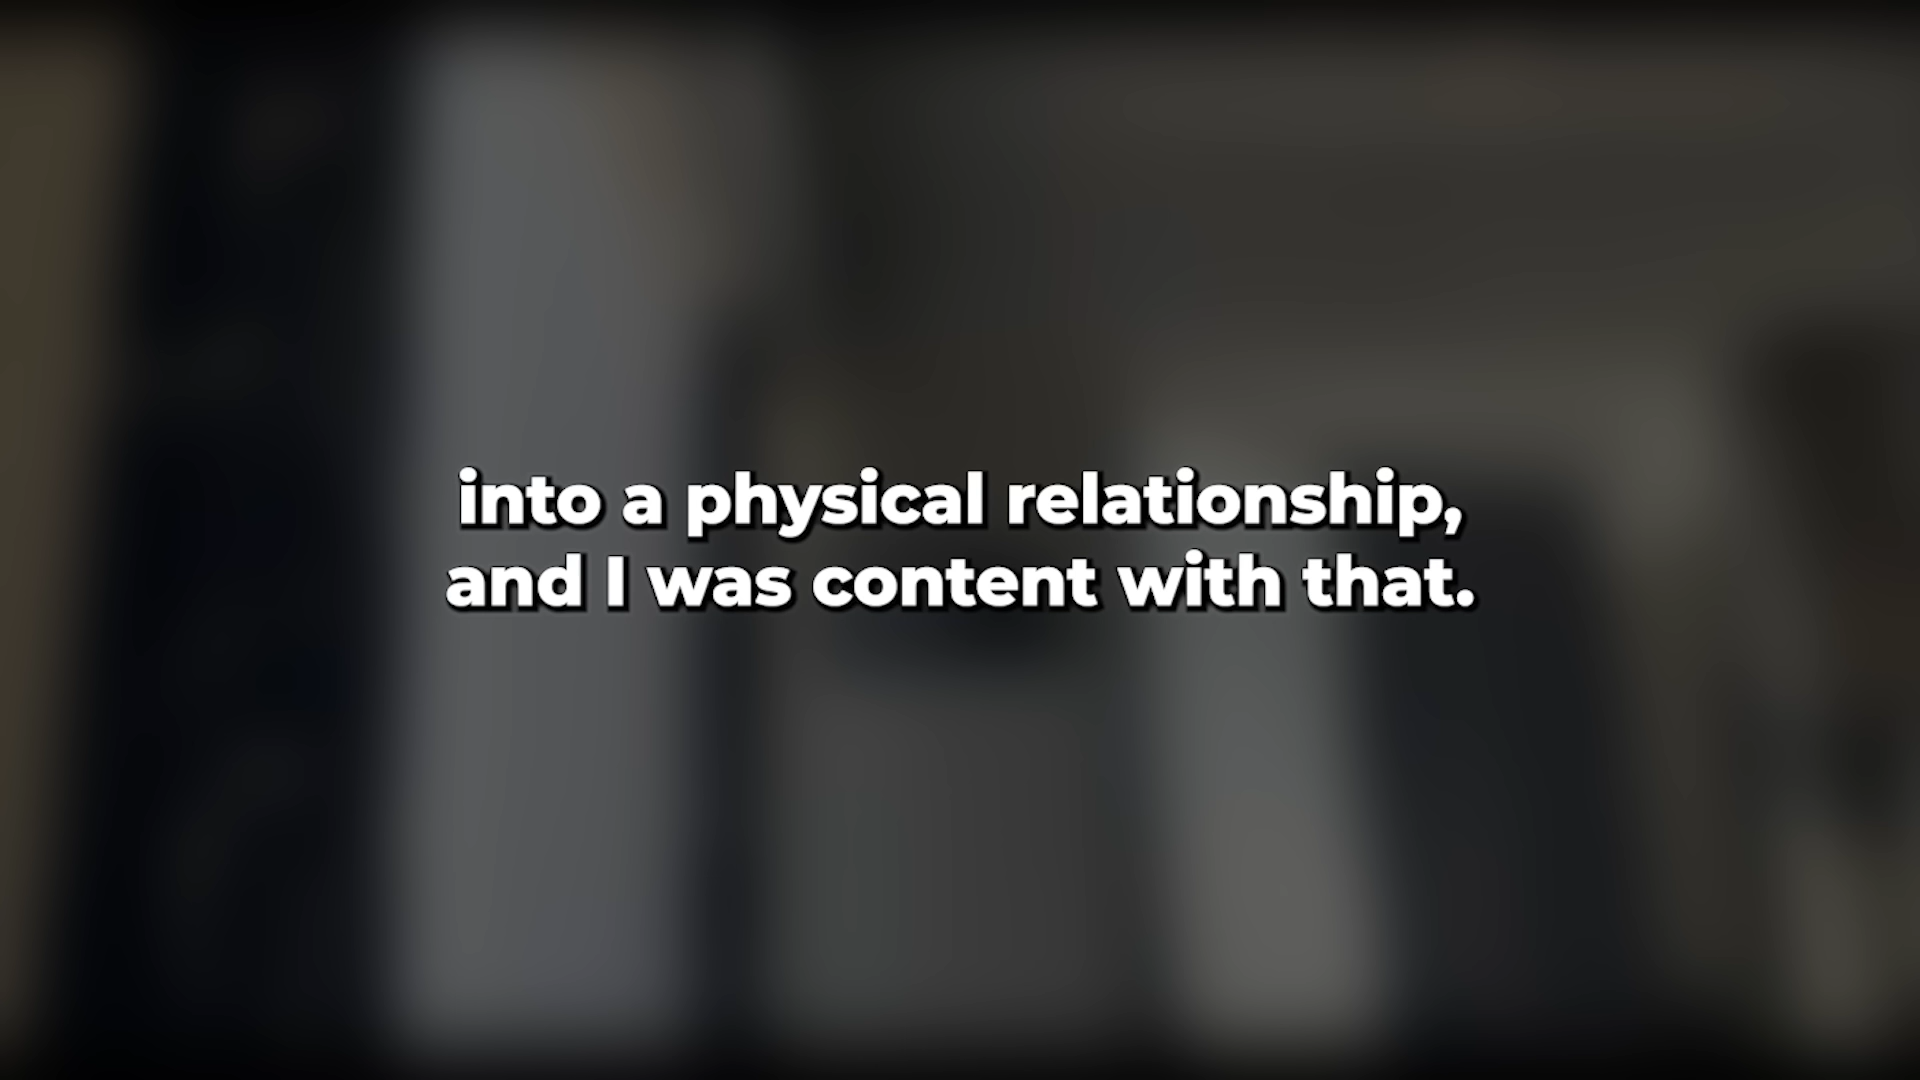 into a physical relationship,
and I was content with that.